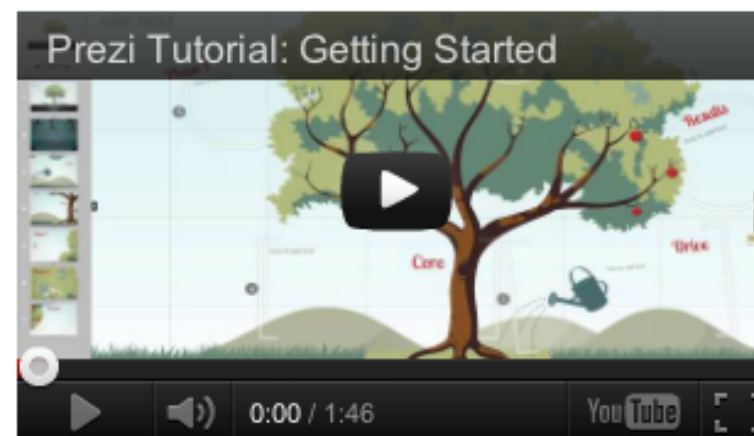 Prezi Tutorial: Getting Started
Results
Core
Drive
0:00 / 1:46
YouTube